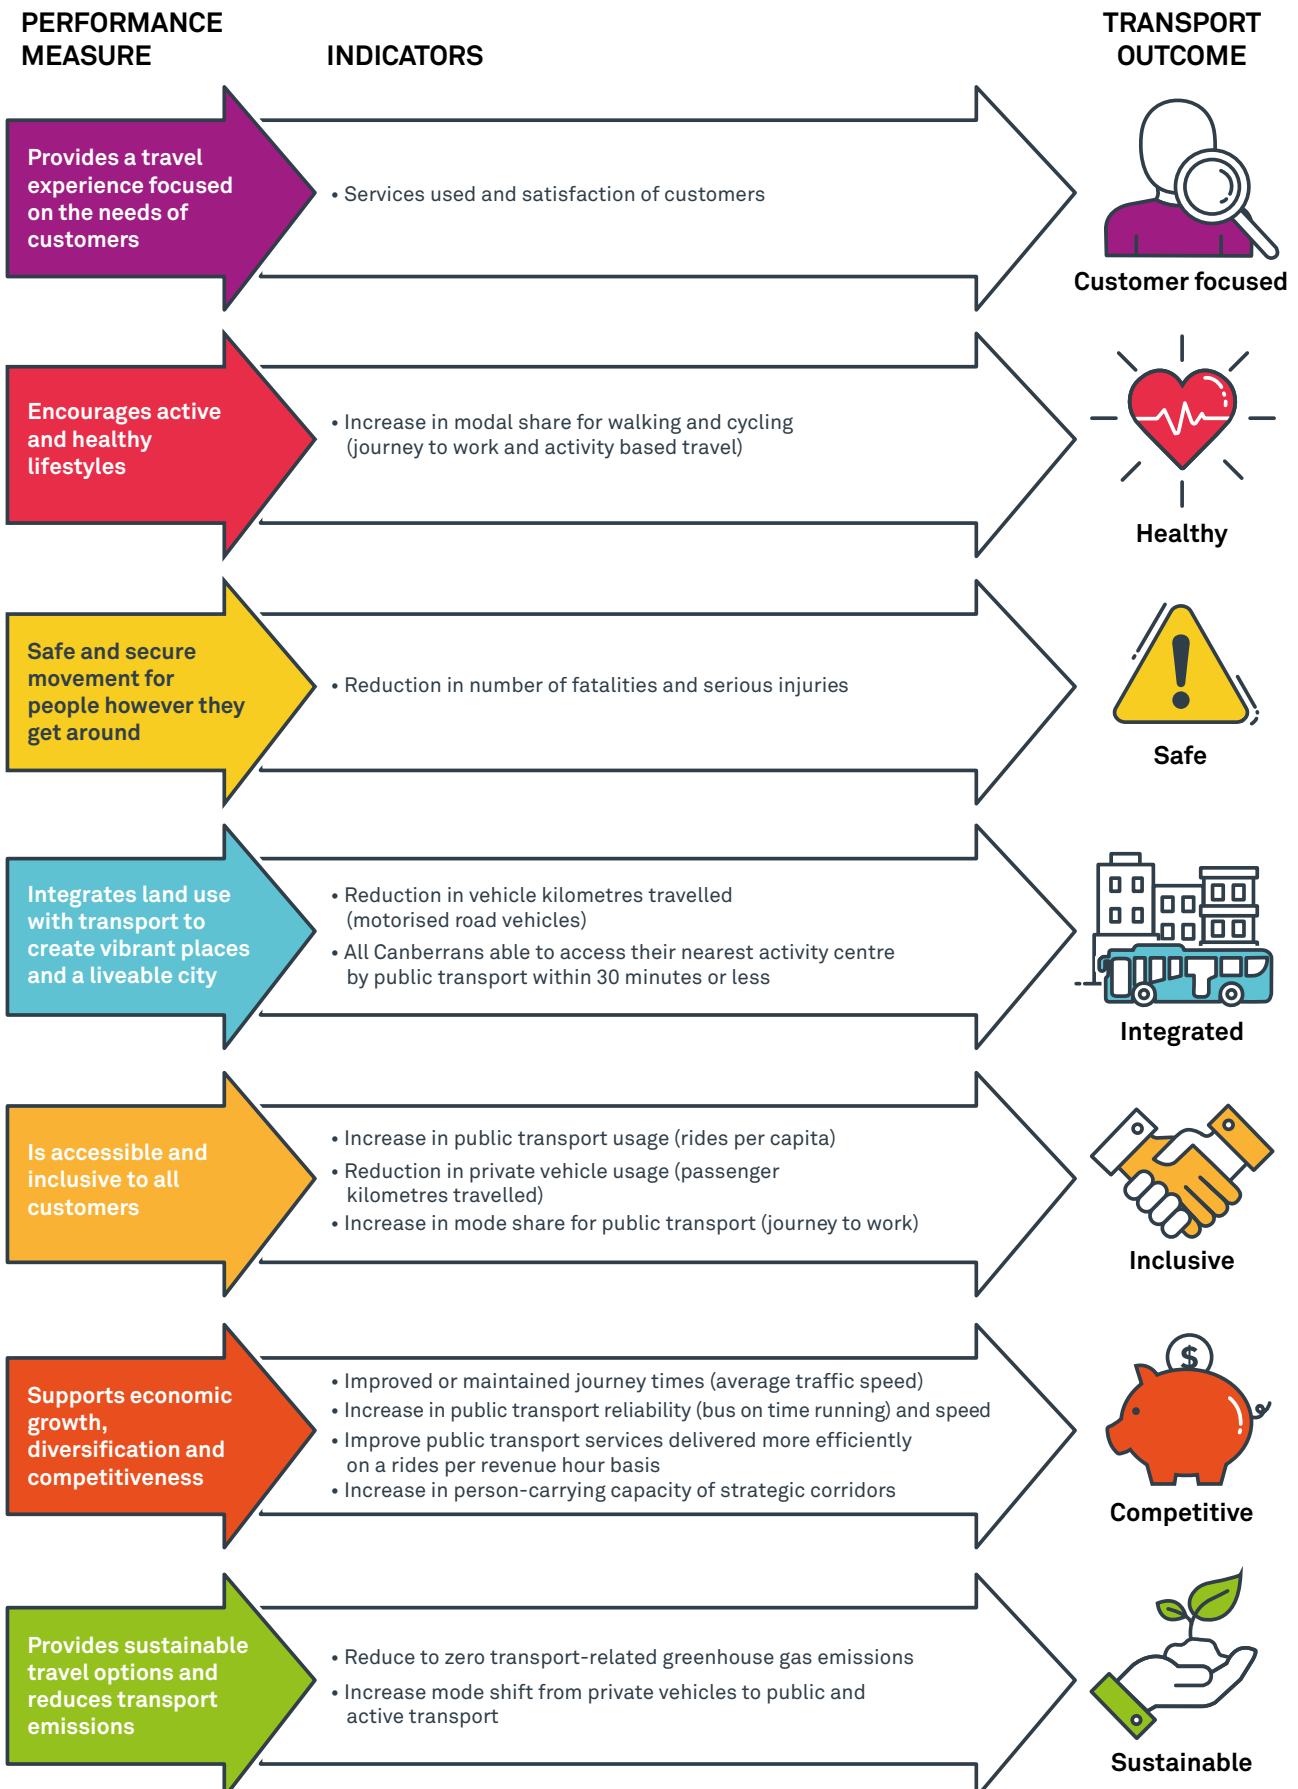 PERFORMANCE
MEASURE
INDICATORS
TRANSPORT
OUTCOME
Provides a travel
experience focused
on the needs of
customers
• Services used and satisfaction of customers
Customer focused
Encourages active
and healthy
lifestyles
• Increase in modal share for walking and cycling
(journey to work and activity based travel)
Healthy
Safe and secure
movement for
people however they
get around
• Reduction in number of fatalities and serious injuries
!
Safe
Integrates land use
with transport to
create vibrant places
and a liveable city
• Reduction in vehicle kilometres travelled
(motorised road vehicles)
• All Canberrans able to access their nearest activity centre
by public transport within 30 minutes or less
Integrated
Is accessible and
inclusive to all
customers
• Increase in public transport usage (rides per capita)
• Reduction in private vehicle usage (passenger
kilometres travelled)
• Increase in mode share for public transport (journey to work)
Inclusive
Supports economic
growth,
diversification and
competitiveness
• Improved or maintained journey times (average traffic speed)
• Increase in public transport reliability (bus on time running) and speed
• Improve public transport services delivered more efficiently
on a rides per revenue hour basis
• Increase in person-carrying capacity of strategic corridors
$
Competitive
Provides sustainable
travel options and
reduces transport
emissions
• Reduce to zero transport-related greenhouse gas emissions
• Increase mode shift from private vehicles to public and
active transport
Sustainable